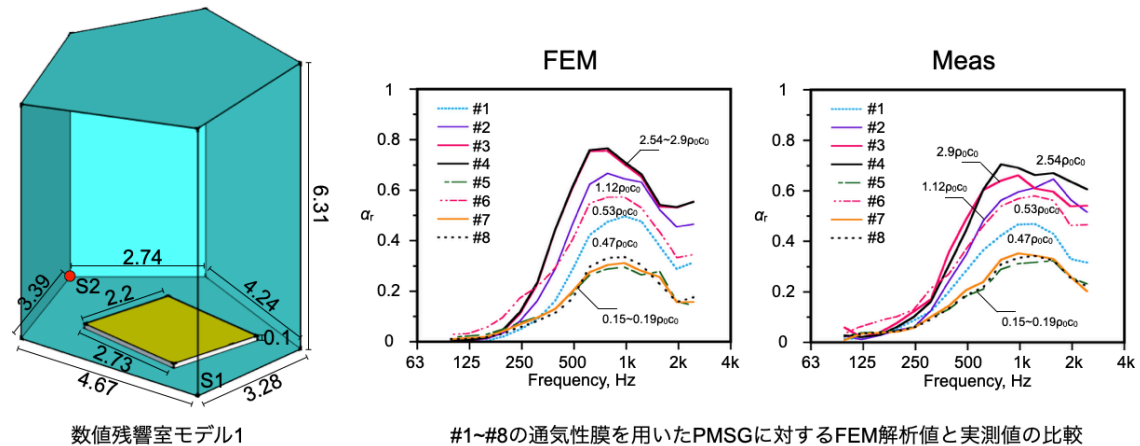 6.31
2.74
S2
3.39
2.2
4.24
0.1
2.73
S1
4.67
3.28
数値残響室モデル1
FEM
αr
1
0.8
0.6
0.4
0.2
0
#1
#2
#3
#4
#5
#6
#7
#8
2.54~2.9ρ0c0
1.12ρ0c0
0.53ρ0c0
0.47ρ0c0
0.15~0.19ρ0c0
63 125 250 500 1k 2k 4k
Frequency, Hz
Meas
αr
1
0.8
0.6
0.4
0.2
0
#1
#2
#3
#4
#5
#6
#7
#8
2.9ρ0c0
2.54ρ0c0
1.12ρ0c0
0.53ρ0c0
0.47ρ0c0
0.15~0.19ρ0c0
63 125 250 500 1k 2k 4k
Frequency, Hz
#1~#8の通気性膜を用いたPMSGに対するFEM解析値と実測値の比較